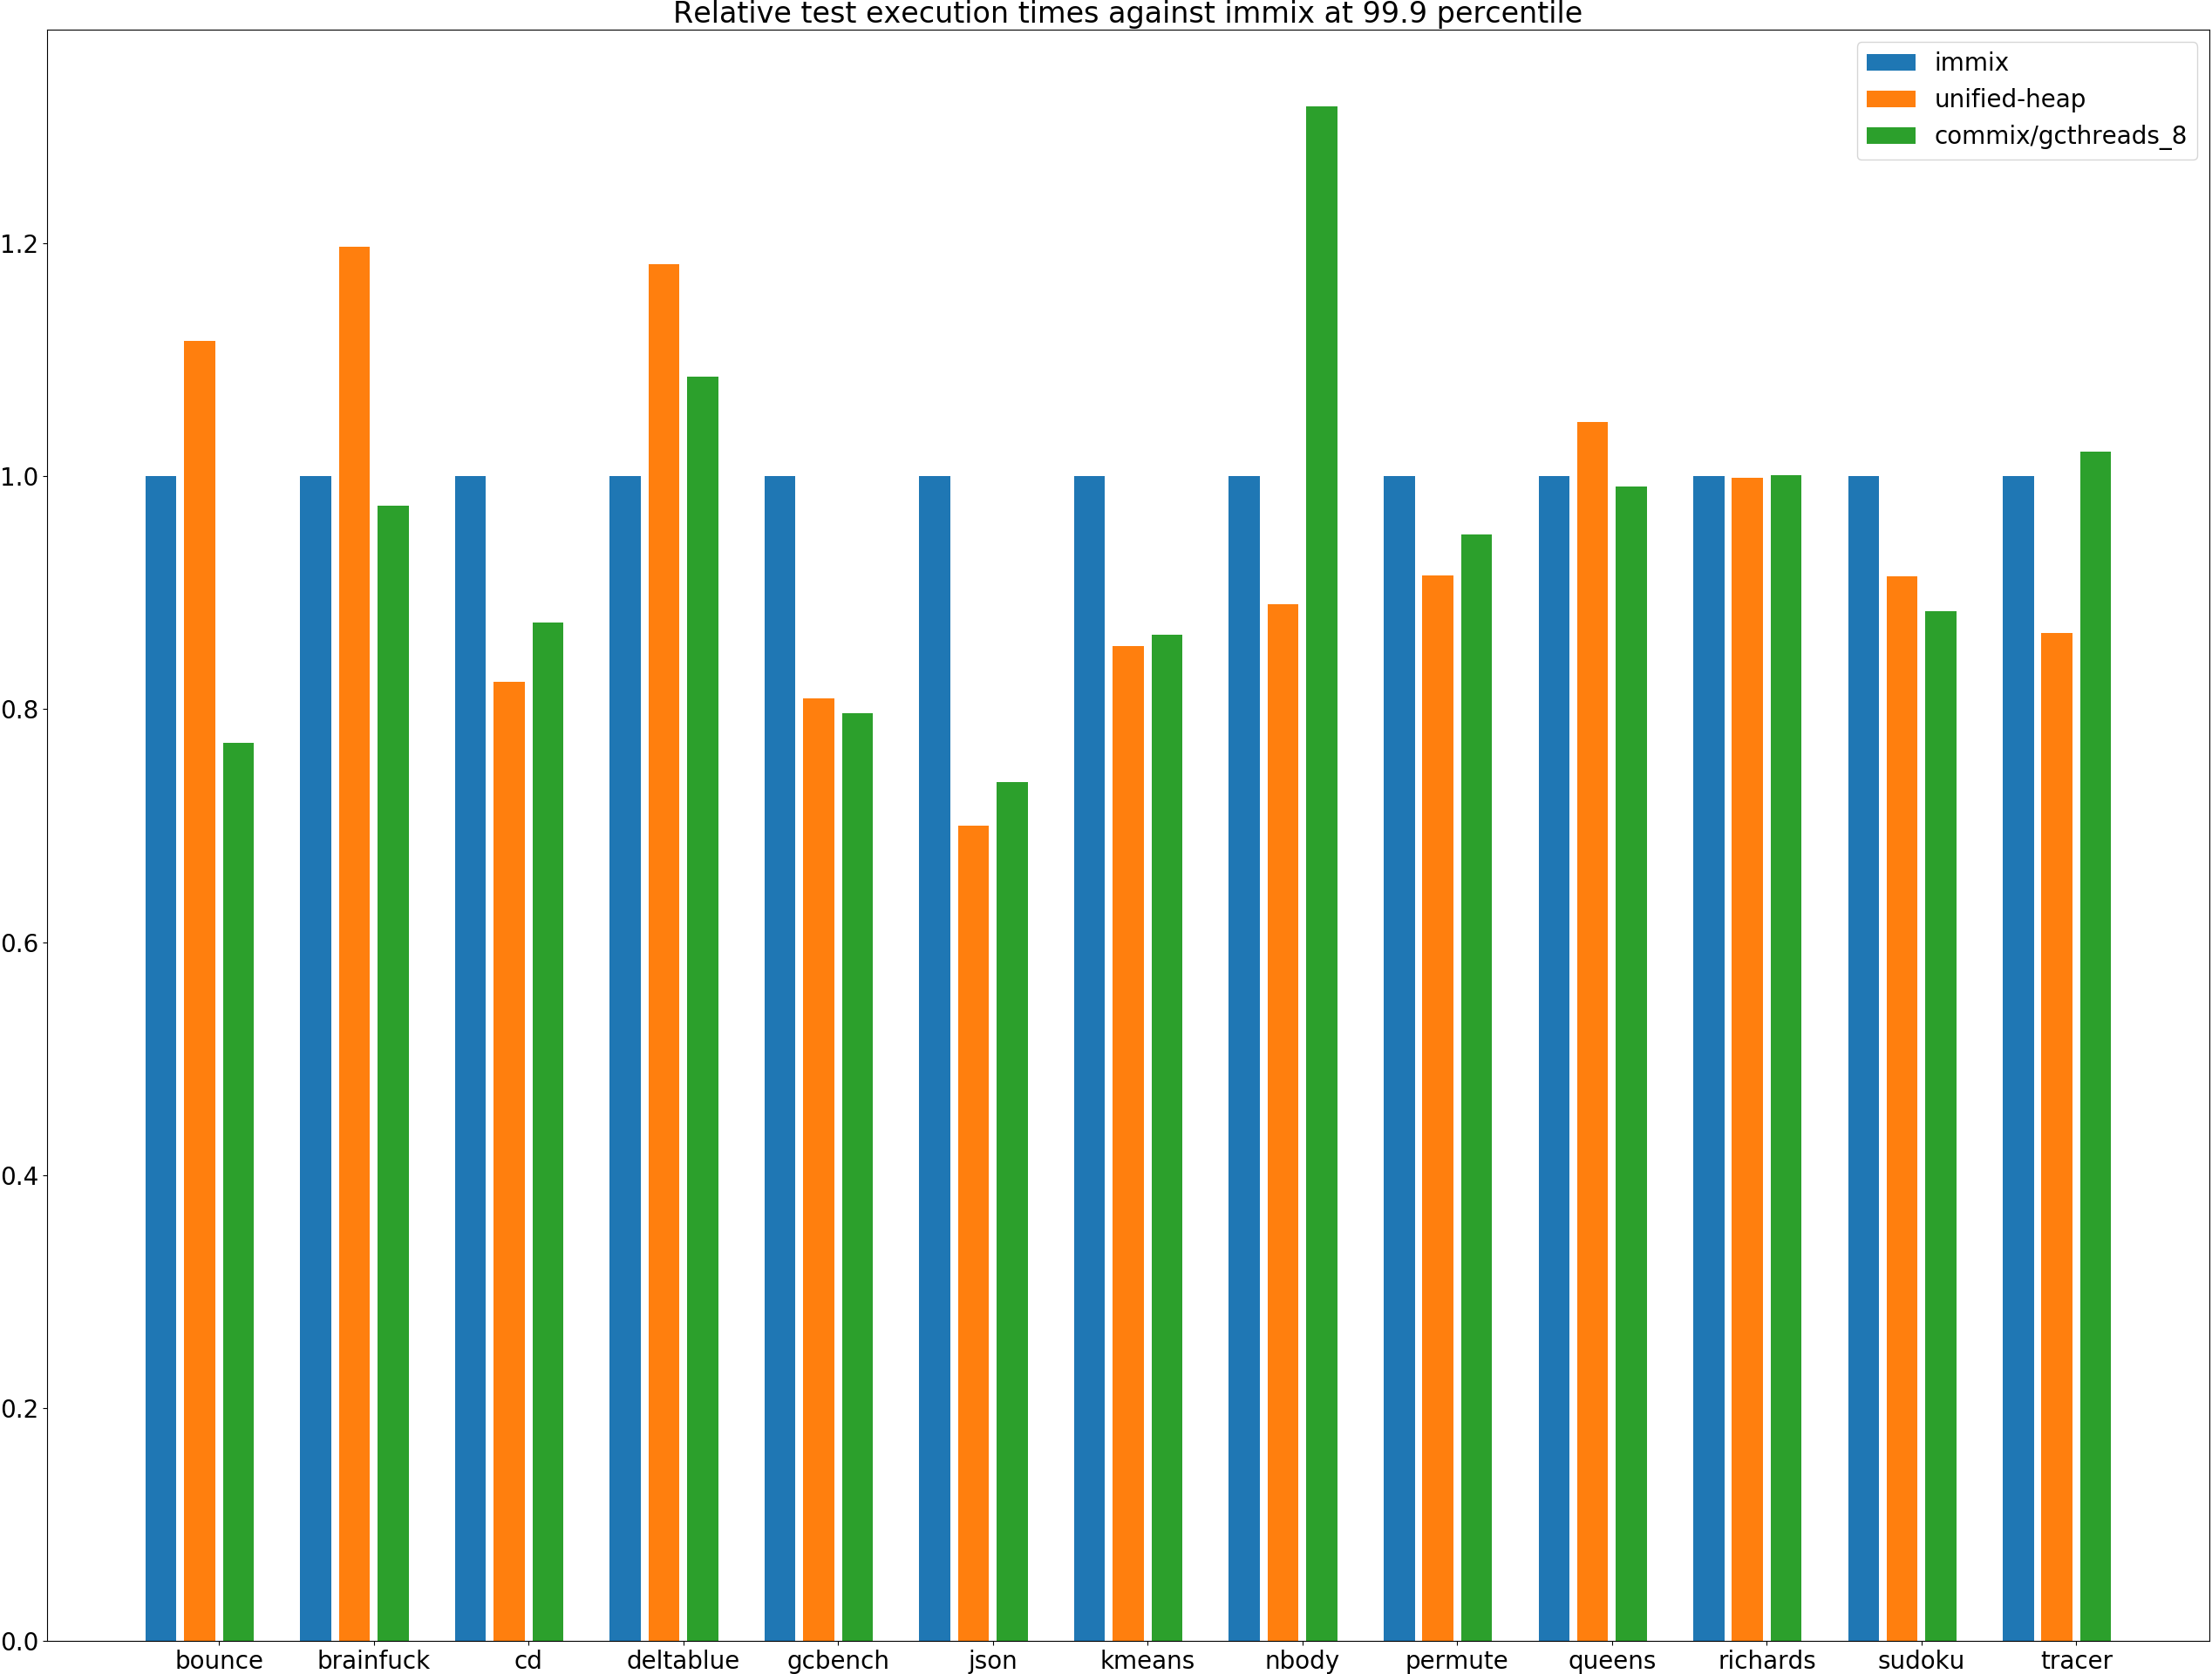 Relative test execution times against immix at 99.9 percentile
immix
unified-heap
commix/gcthreads_8
1.2
1.0
0.8
0.6
0.4
0.2
0.0
bounce brainfuck cd deltablue gcbench json kmeans nbody permute queens richards sudoku tracer